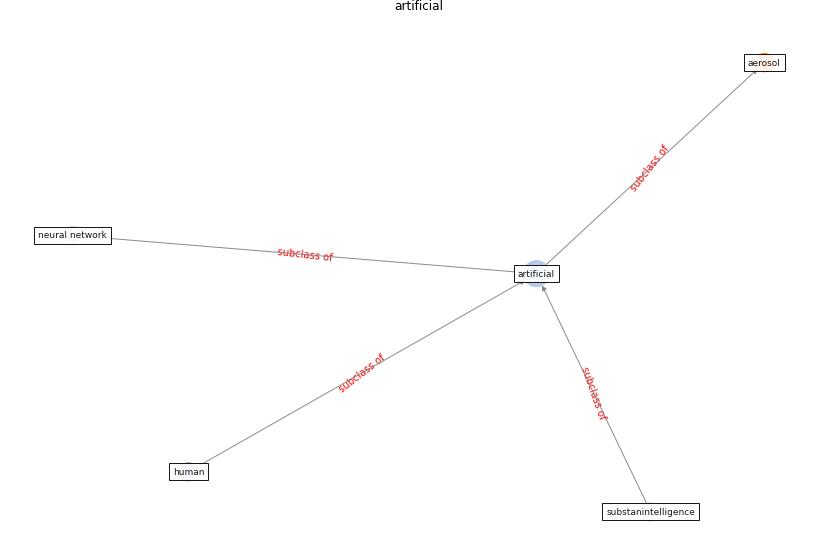 artificial
aerosol
subclass of
neural network
subclass of
artificial
subclass of
subclass of
human
substanintelligence